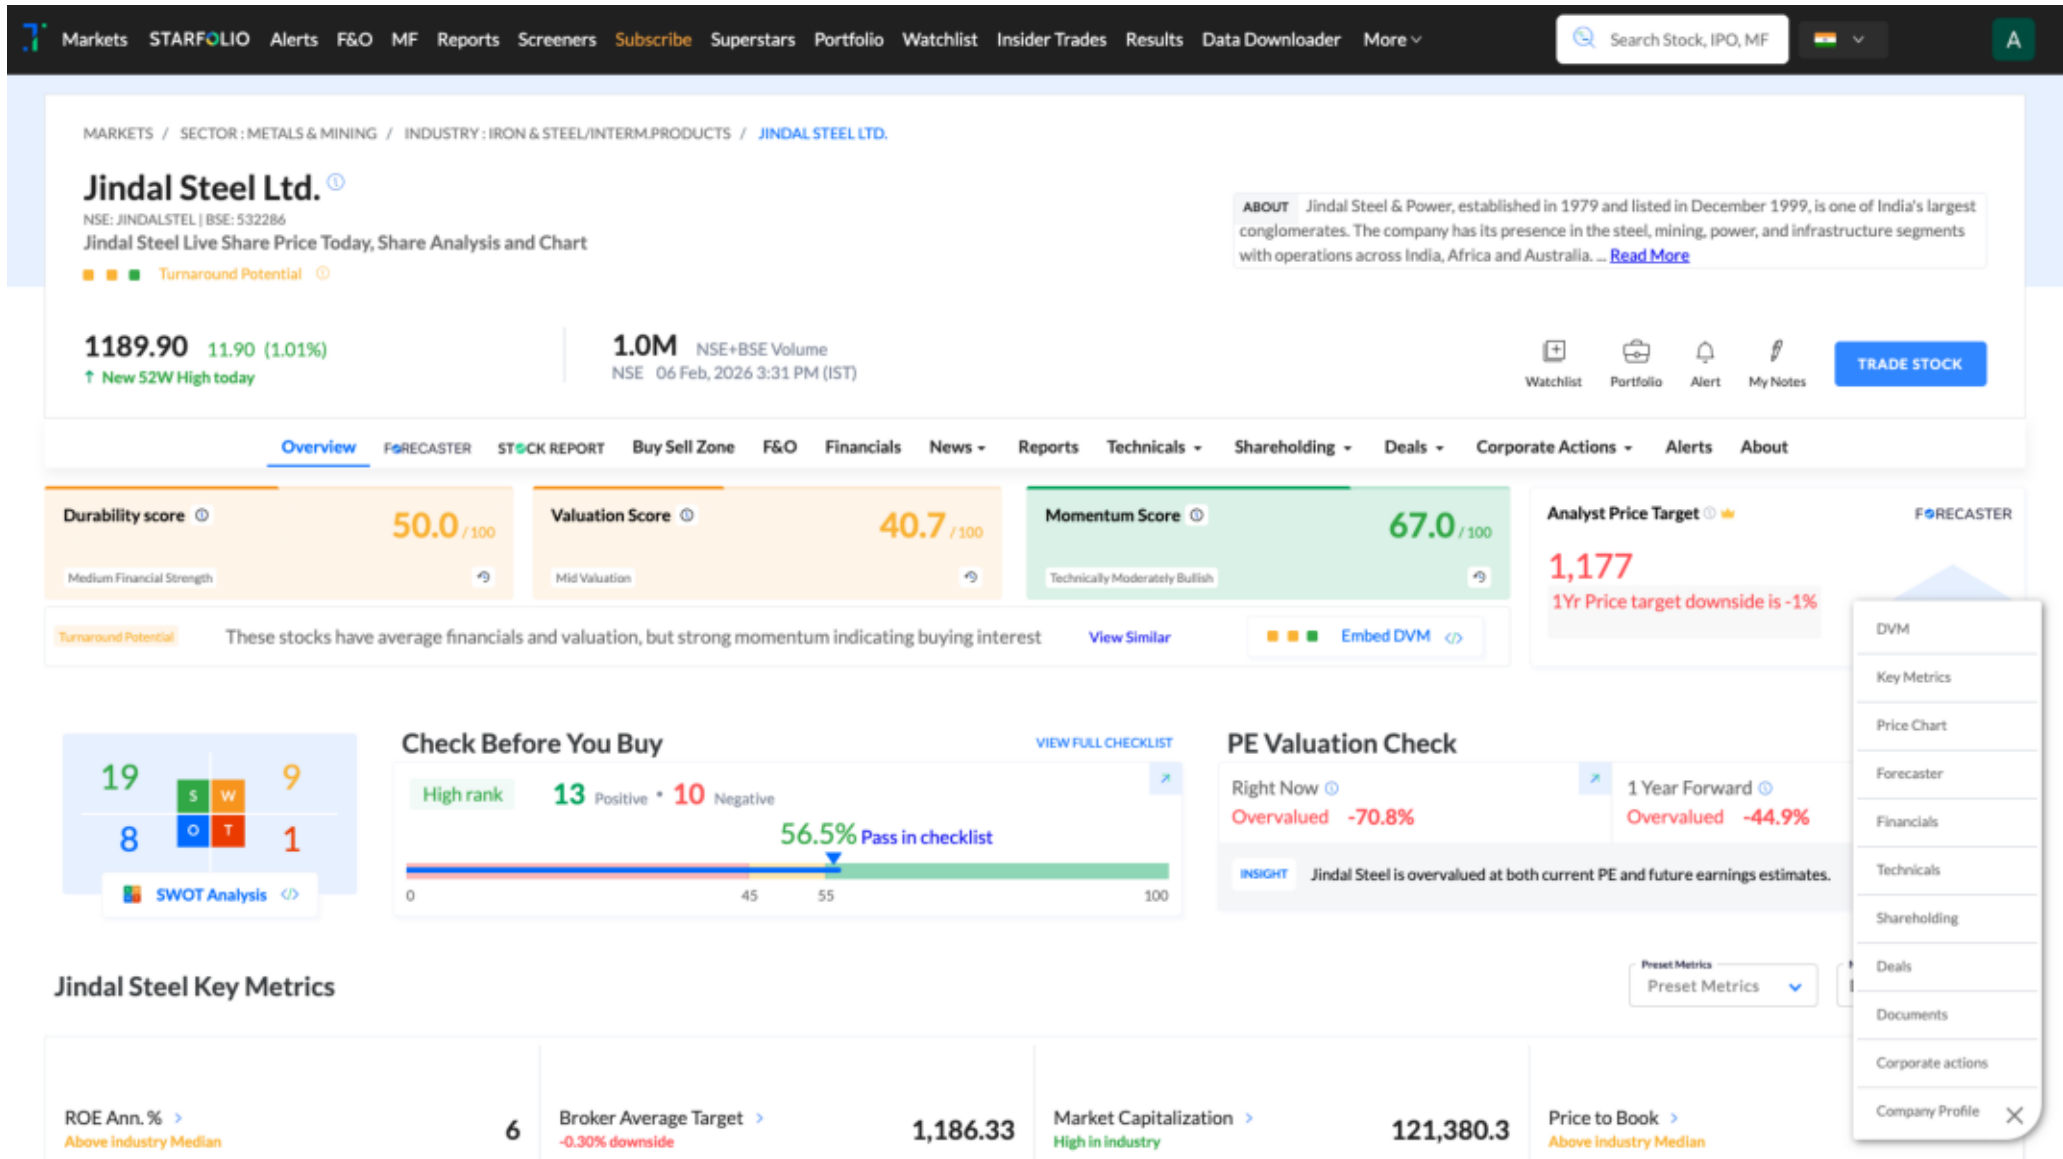 Markets STARFOLIO Alerts F&O MF Reports Screeners Subscribe Superstars Portfolio Watchlist Insider Trades Results Data Downloader More Search Stock, IPO, MF A
MARKETS / SECTOR : METALS & MINING / INDUSTRY : IRON & STEEL/INTERM.PRODUCTS / JINDAL STEEL LTD.
Jindal Steel Ltd.
NSE: JINDALSTEL | BSE: 532286
Jindal Steel Live Share Price Today, Share Analysis and Chart
Turnaround Potential
ABOUT Jindal Steel & Power, established in 1979 and listed in December 1999, is one of India's largest
conglomerates. The company has its presence in the steel, mining, power, and infrastructure segments
with operations across India, Africa and Australia. ... Read More
1189.90 11.90 (1.01%)
↑ New 52W High today
1.0M NSE+BSE Volume
NSE 06 Feb, 2026 3:31 PM (IST)
Watchlist Portfolio Alert My Notes TRADE STOCK
Overview FORECASTER STOCK REPORT Buy Sell Zone F&O Financials News Reports Technicals Shareholding Deals Corporate Actions Alerts About
Durability score 50.0 / 100
Medium Financial Strength
Valuation Score 40.7 / 100
Mid Valuation
Momentum Score 67.0 / 100
Technically Moderately Bullish
Analyst Price Target FORECASTER
1,177
1Yr Price target downside is -1%
Turnaround Potential These stocks have average financials and valuation, but strong momentum indicating buying interest View Similar Embed DVM </>
19 S W 9
8 O T 1
SWOT Analysis </>
Check Before You Buy VIEW FULL CHECKLIST
High rank 13 Positive • 10 Negative
56.5% Pass in checklist
0 45 55 100
PE Valuation Check
Right Now
Overvalued -70.8%
1 Year Forward
Overvalued -44.9%
INSIGHT Jindal Steel is overvalued at both current PE and future earnings estimates.
DVM
Key Metrics
Price Chart
Forecaster
Financials
Technicals
Shareholding
Deals
Documents
Corporate actions
Company Profile
Jindal Steel Key Metrics
Preset Metrics
Preset Metrics
ROE Ann. % 6
Above industry Median
Broker Average Target 1,186.33
-0.30% downside
Market Capitalization 121,380.3
High in industry
Price to Book
Above industry Median